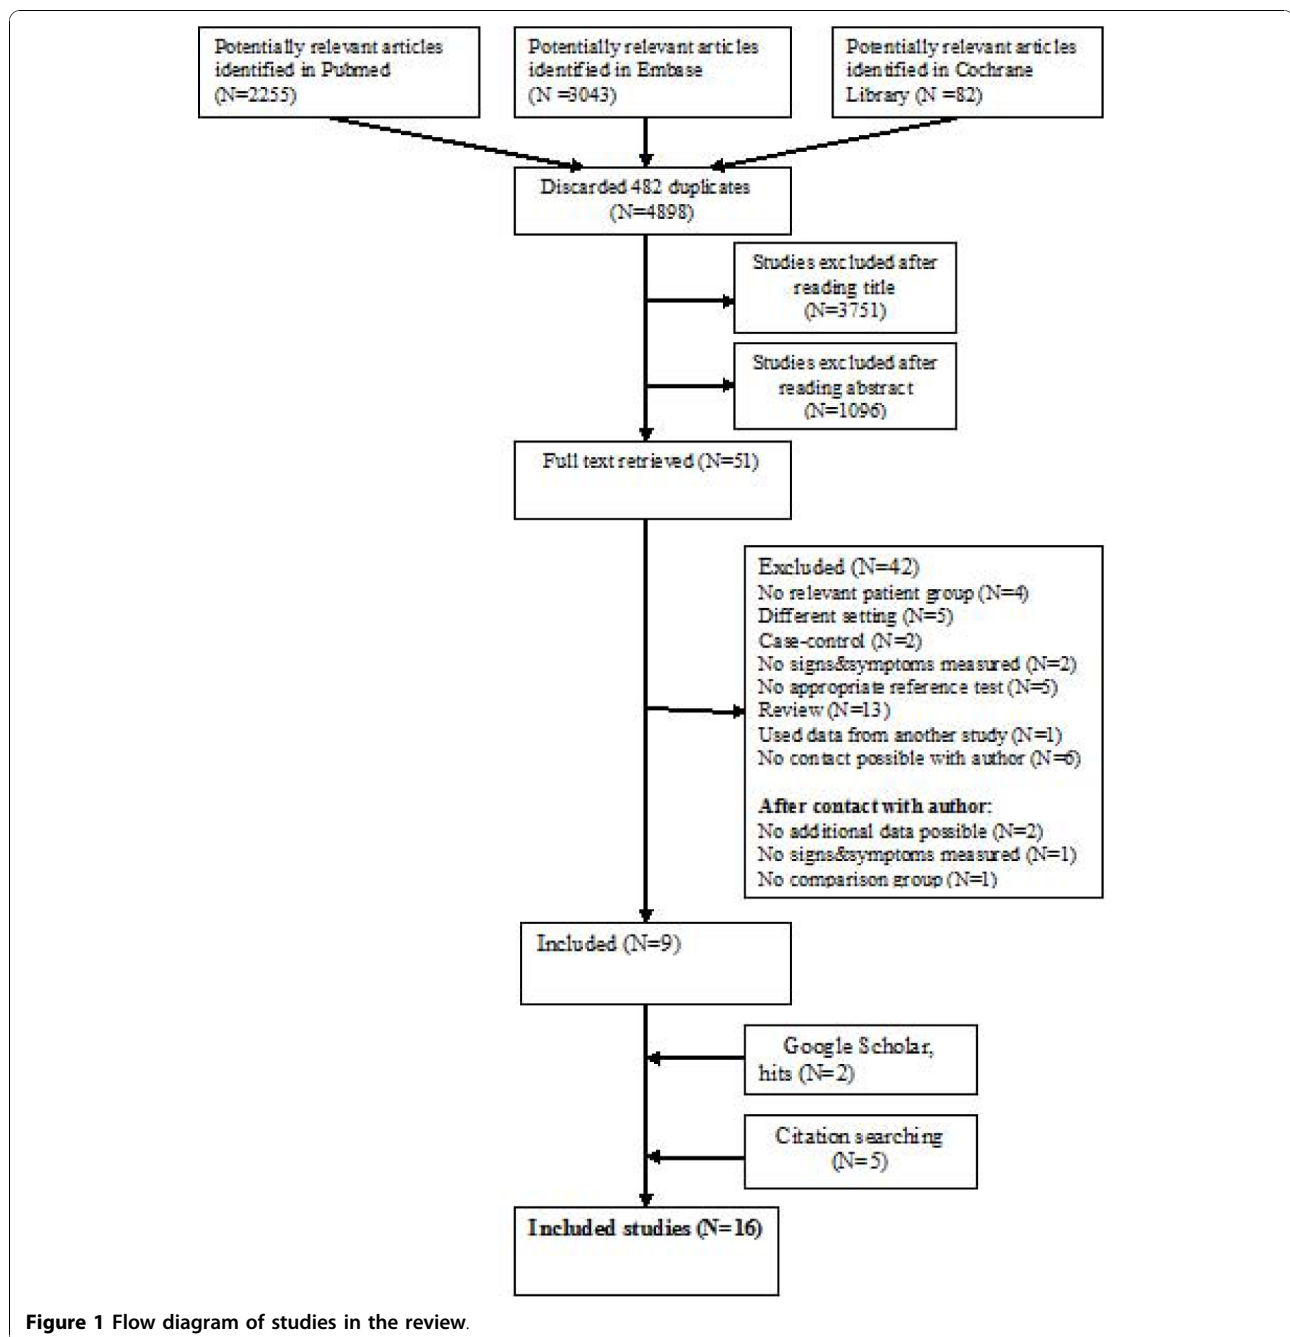 Potentially relevant articles
identified in Pubmed
(N=2255)
Potentially relevant articles
identified in Embase
(N =3043)
Potentially relevant articles
identified in Cochrane
Library (N =82)
Discarded 482 duplicates
(N=4898)
Studies excluded after
reading title
(N=3751)
Studies excluded after
reading abstract
(N=1096)
Full text retrieved (N=51)
Excluded (N=42)
No relevant patient group (N=4)
Different setting (N=5)
Case-control (N=2)
No signs&symptoms measured (N=2)
No appropriate reference test (N=5)
Review (N=13)
Used data from another study (N=1)
No contact possible with author (N=6)
After contact with author:
No additional data possible (N=2)
No signs&symptoms measured (N=1)
No comparison group (N=1)
Included (N=9)
Google Scholar,
hits (N=2)
Citation searching
(N=5)
Included studies (N=16)
Figure 1 Flow diagram of studies in the review.